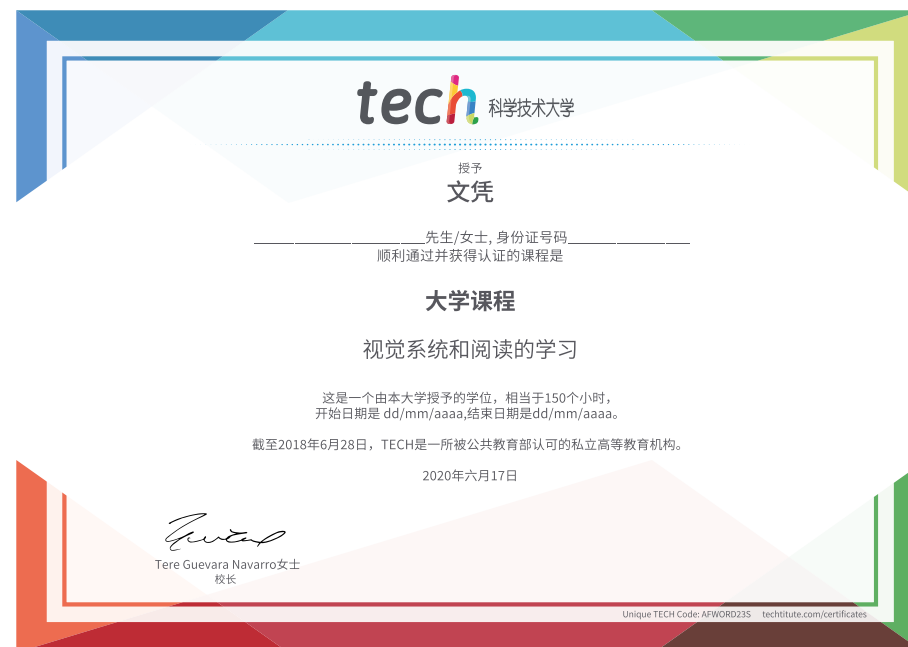 tech 科学技术大学
授予
文凭
______________________先生/女士, 身份证号码________________
顺利通过并获得认证的课程是
大学课程
视觉系统和阅读的学习
这是一个由本大学授予的学位，相当于150个小时，
开始日期是 dd/mm/aaaa,结束日期是dd/mm/aaaa。
截至2018年6月28日，TECH是一所被公共教育部认可的私立高等教育机构。
2020年六月17日
Tere Guevara Navarro女士
校长
Unique TECH Code: AFWORD23S techtitute.com/certificates